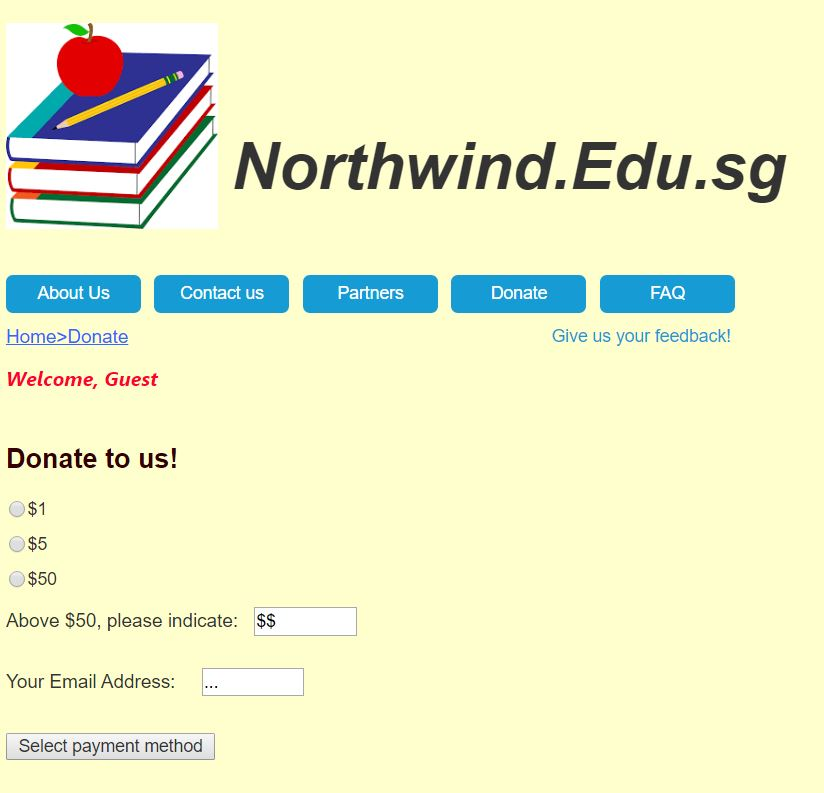 Northwind.Edu.sg
About Us Contact us Partners Donate FAQ
Home>Donate Give us your feedback!
Welcome, Guest
Donate to us!
$1
$5
$50
Above $50, please indicate: $$
Your Email Address: ...
Select payment method